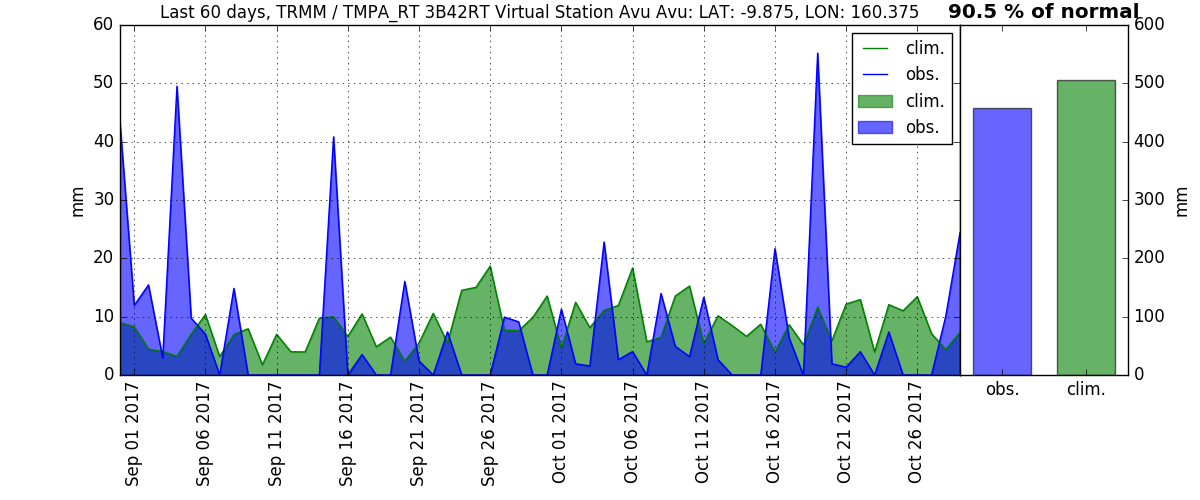 Last 60 days, TRMM / TMPA_RT 3B42RT Virtual Station Avu Avu: LAT: -9.875, LON: 160.375
90.5 % of normal
60
50
40
30
20
10
0
mm
clim.
obs.
clim.
obs.
600
500
400
300
200
100
0
mm
Sep 01 2017
Sep 06 2017
Sep 11 2017
Sep 16 2017
Sep 21 2017
Sep 26 2017
Oct 01 2017
Oct 06 2017
Oct 11 2017
Oct 16 2017
Oct 21 2017
Oct 26 2017
obs.
clim.